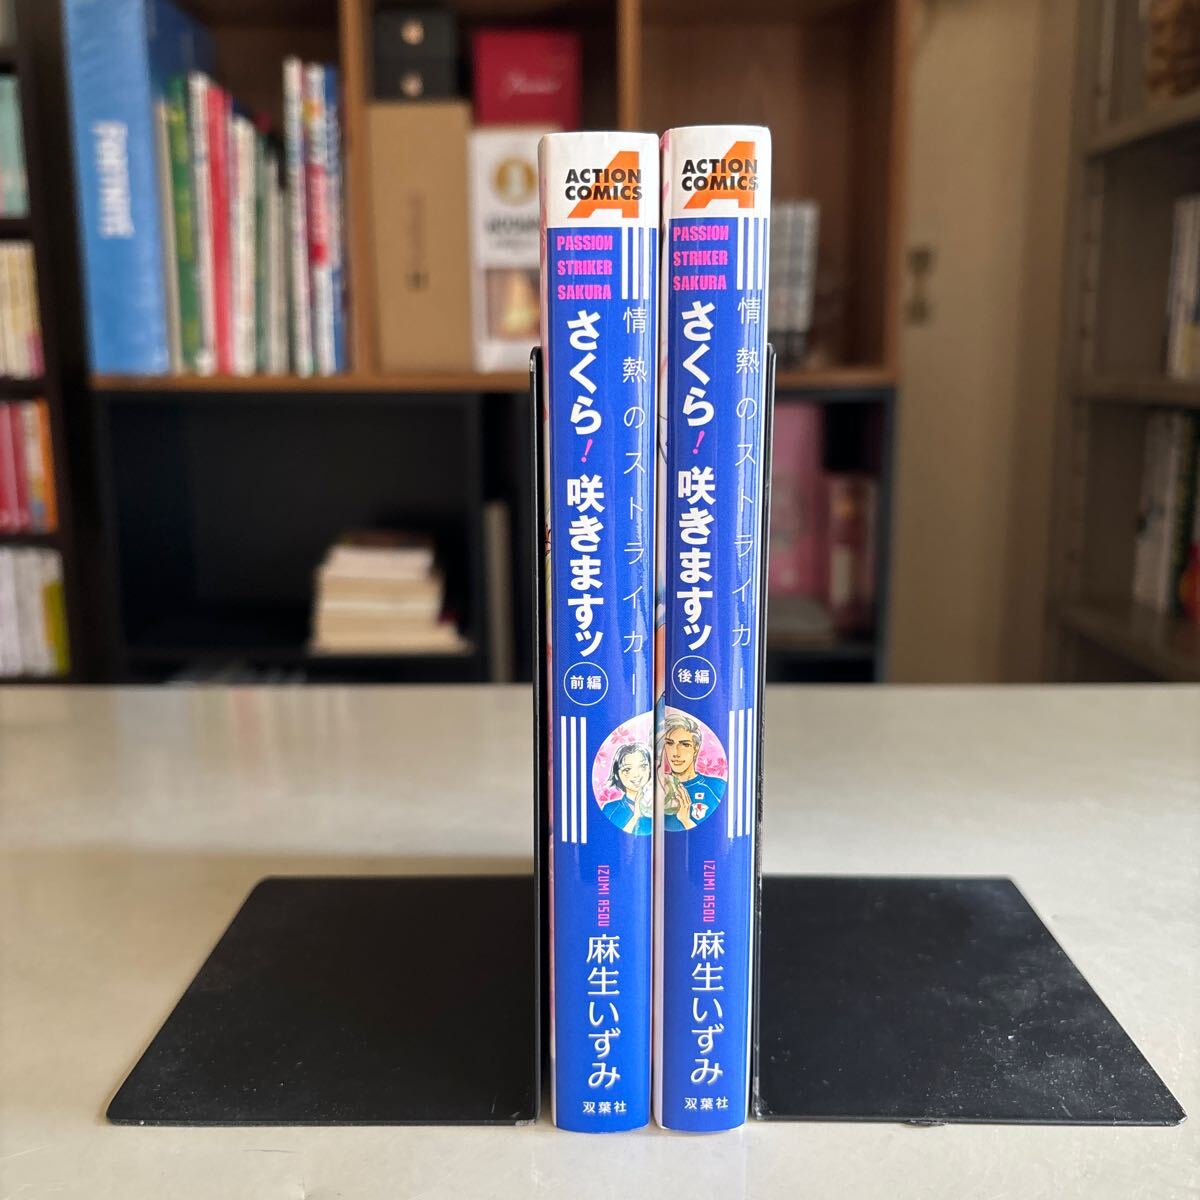 ACTION
COMICS
PASSION
STRIKER
SAKURA
情熱のストライカー
さくら!咲きますッ
前編
IZUMI ASOU
麻生いずみ
双葉社
ACTION
COMICS
PASSION
STRIKER
SAKURA
情熱のストライカー
さくら!咲きますッ
後編
IZUMI ASOU
麻生いずみ
双葉社
FORTNITE